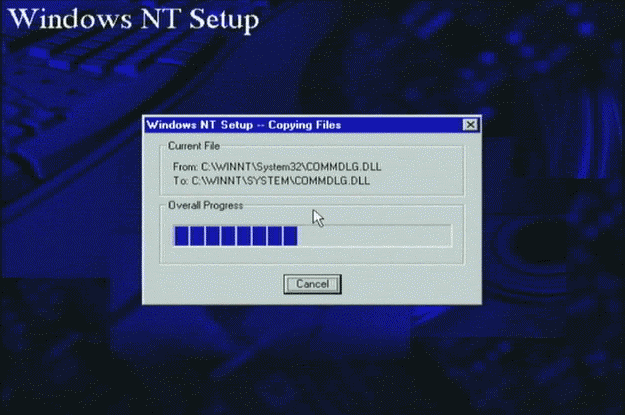 Windows NT Setup
Windows NT Setup -- Copying Files
Current File
From: C:\WINNT\System32\COMMDLG.DLL
To: C:\WINNT\SYSTEM\COMMDLG.DLL
Overall Progress
Cancel